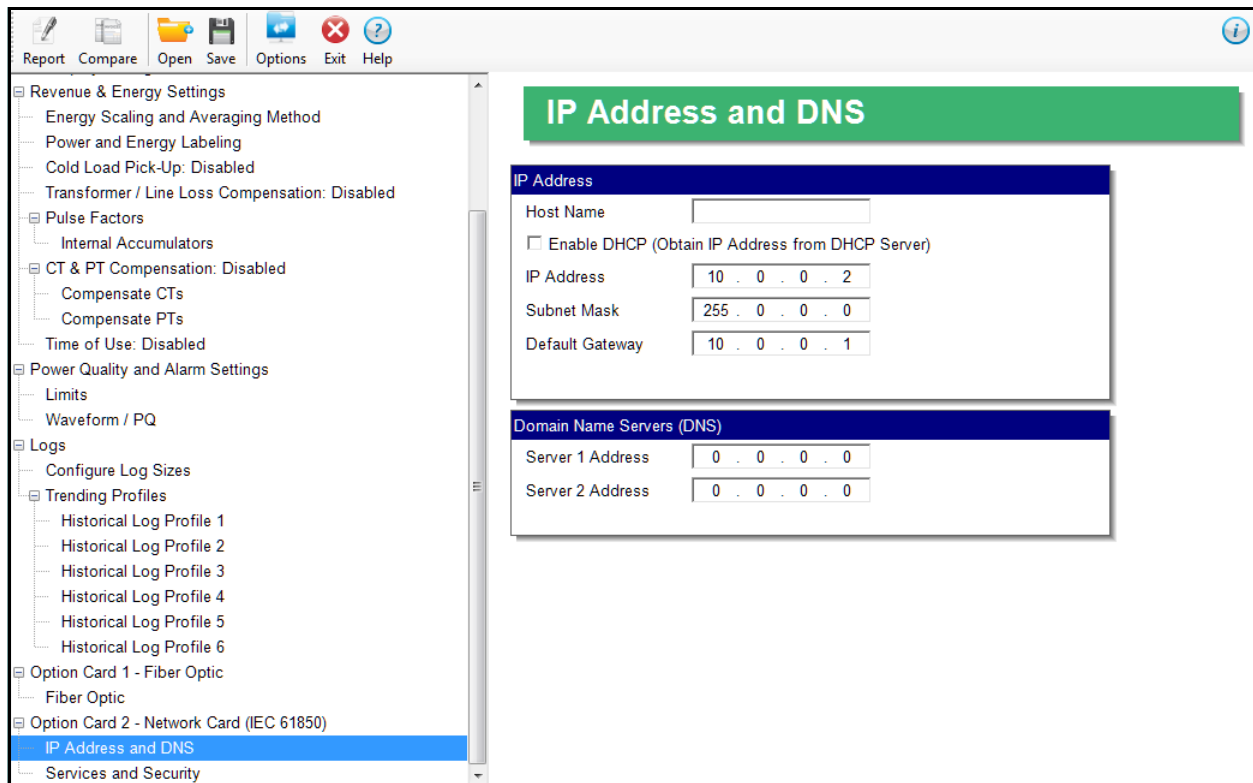 Report Compare Open Save Options Exit Help
Revenue & Energy Settings
Energy Scaling and Averaging Method
Power and Energy Labeling
Cold Load Pick-Up: Disabled
Transformer / Line Loss Compensation: Disabled
Pulse Factors
Internal Accumulators
CT & PT Compensation: Disabled
Compensate CTs
Compensate PTs
Time of Use: Disabled
Power Quality and Alarm Settings
Limits
Waveform / PQ
Logs
Configure Log Sizes
Trending Profiles
Historical Log Profile 1
Historical Log Profile 2
Historical Log Profile 3
Historical Log Profile 4
Historical Log Profile 5
Historical Log Profile 6
Option Card 1 - Fiber Optic
Fiber Optic
Option Card 2 - Network Card (IEC 61850)
IP Address and DNS
Services and Security
IP Address and DNS
IP Address
Host Name
Enable DHCP (Obtain IP Address from DHCP Server)
IP Address 10 . 0 . 0 . 2
Subnet Mask 255 . 0 . 0 . 0
Default Gateway 10 . 0 . 0 . 1
Domain Name Servers (DNS)
Server 1 Address 0 . 0 . 0 . 0
Server 2 Address 0 . 0 . 0 . 0